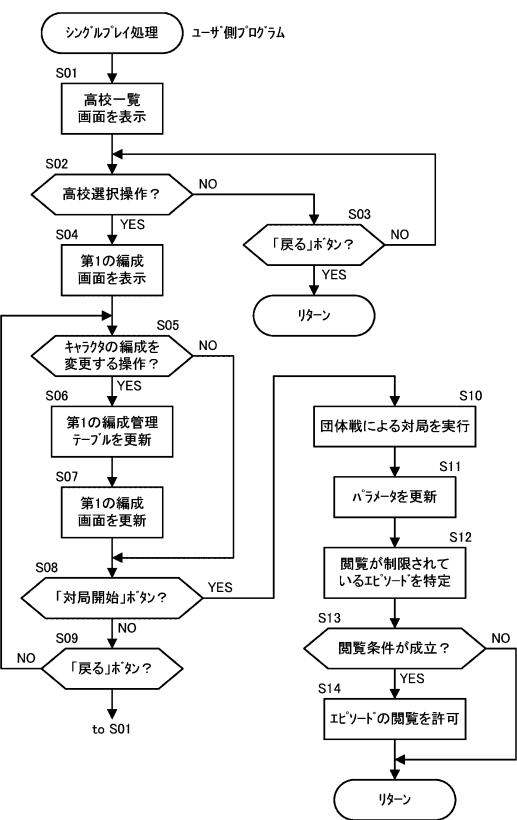 シングルプレイ処理
ユーザ側プログラム
S01
高校一覧
画面を表示
S02
高校選択操作？
NO
YES
S03
「戻る」ボタン？
NO
YES
リターン
S04
第1の編成
画面を表示
S05
キャラクタの編成を
変更する操作？
NO
YES
S06
第1の編成管理
テーブルを更新
S07
第1の編成
画面を更新
S08
「対局開始」ボタン？
YES
NO
S09
「戻る」ボタン？
NO
to S01
S10
団体戦による対局を実行
S11
パラメータを更新
S12
閲覧が制限されて
いるエピソードを特定
S13
閲覧条件が成立？
NO
YES
S14
エピソードの閲覧を許可
リターン